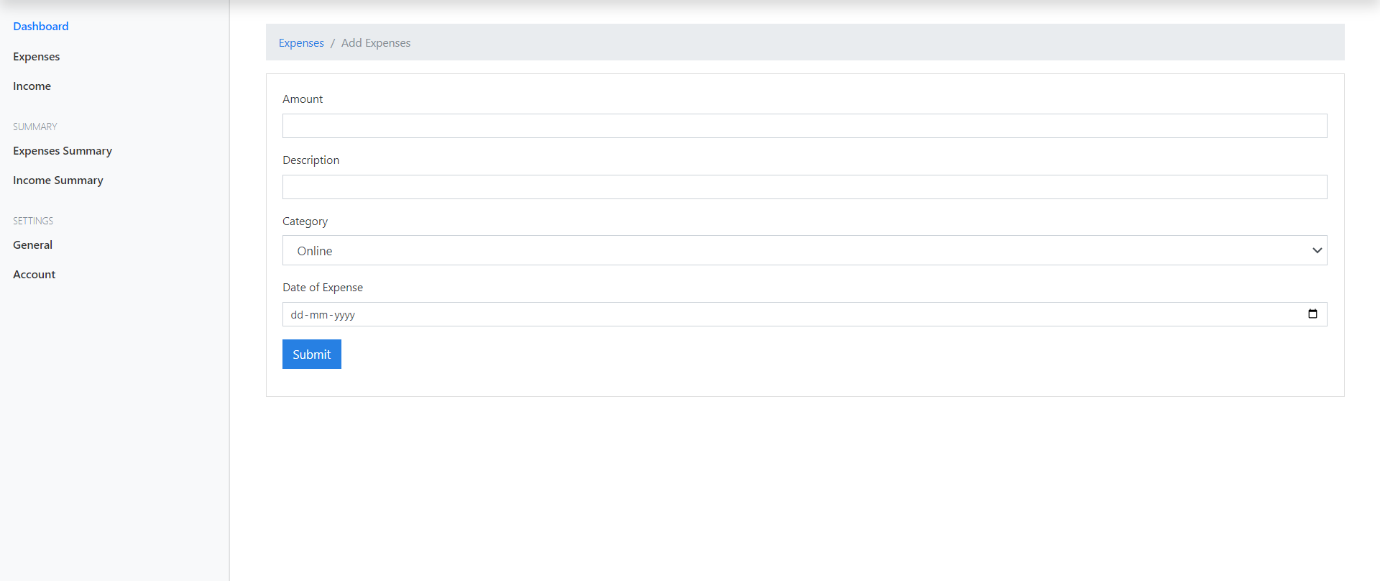 Dashboard
Expenses
Income
SUMMARY
Expenses Summary
Income Summary
SETTINGS
General
Account
Expenses / Add Expenses
Amount
Description
Category
Online
Date of Expense
dd-mm-yyyy
Submit